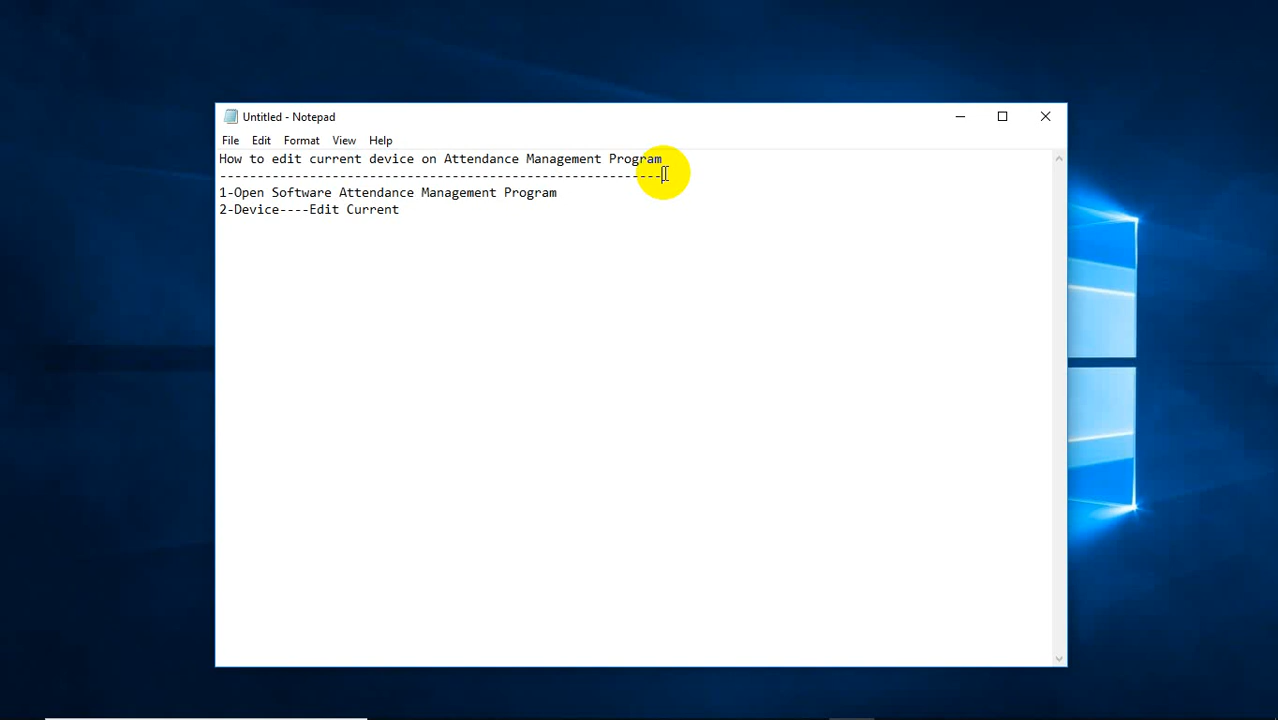 Untitled - Notepad
File Edit Format View Help
How to edit current device on Attendance Management Program
-----------------------------------------------------------
1-Open Software Attendance Management Program
2-Device----Edit Current